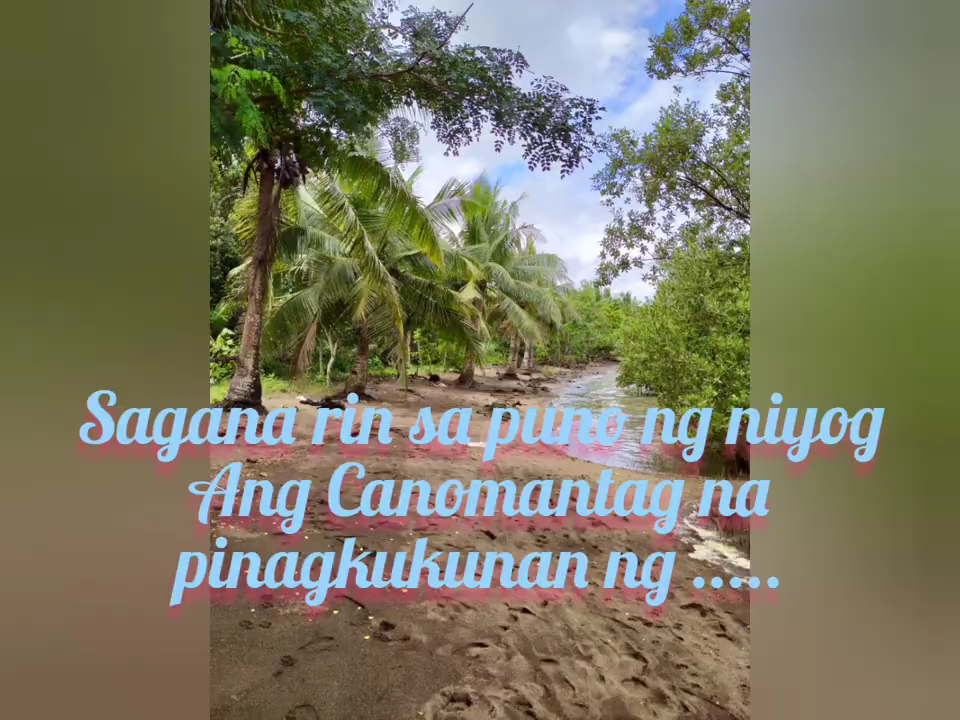 Sagana rin sa puno ng niyog
Ang Canomantag na
pinagkukunan ng .....